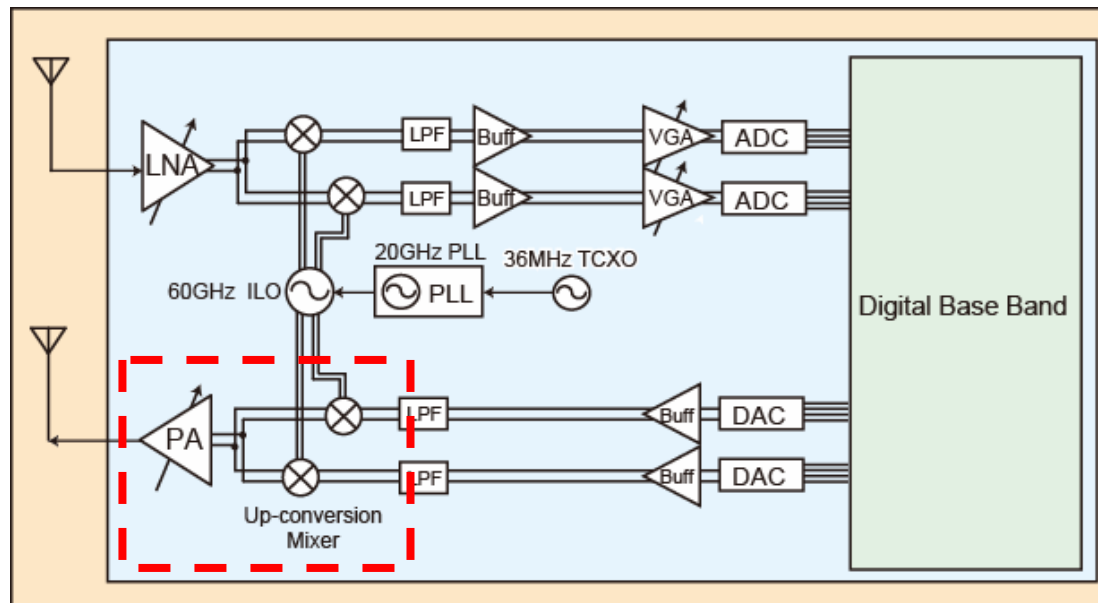 LNA
LPF
Buff
VGA
ADC
LPF
Buff
VGA
ADC
20GHz PLL
36MHz TCXO
60GHz ILO
PLL
Digital Base Band
PA
LPF
Buff
DAC
LPF
Buff
DAC
Up-conversion
Mixer